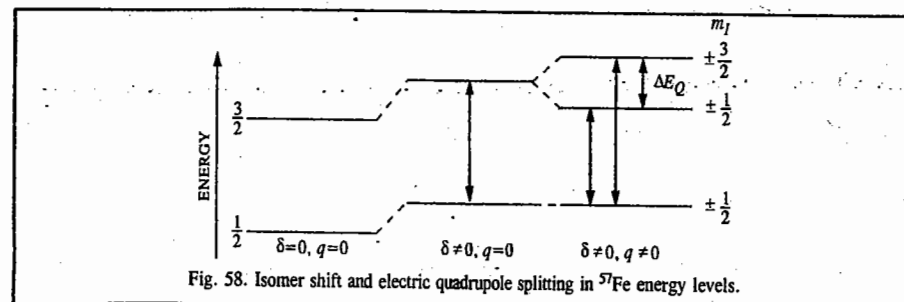 m_I
± 3/2
ΔE_Q
± 1/2
3/2
ENERGY
± 1/2
1/2
δ=0, q=0 δ≠0, q=0 δ≠0, q≠0
Fig. 58. Isomer shift and electric quadrupole splitting in ⁵⁷Fe energy levels.